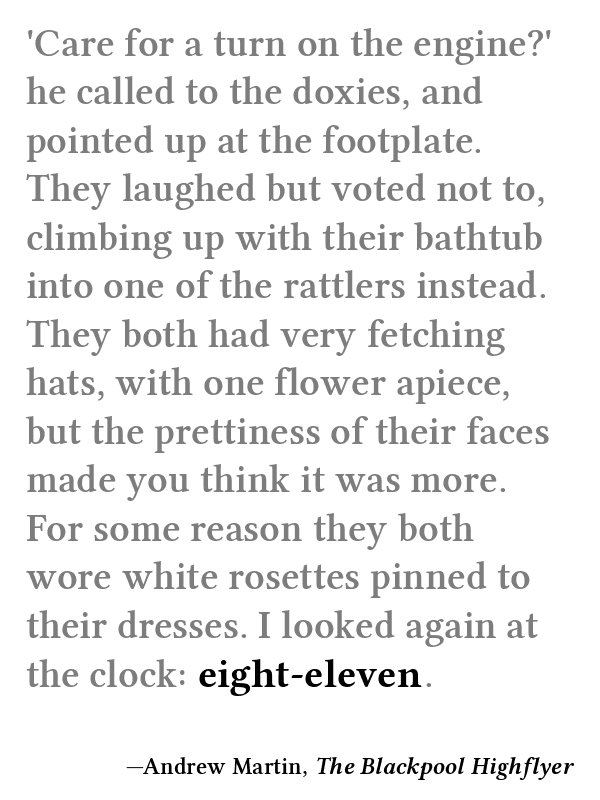 'Care for a turn on the engine?'
he called to the doxies, and
pointed up at the footplate.
They laughed but voted not to,
climbing up with their bathtub
into one of the rattlers instead.
They both had very fetching
hats, with one flower apiece,
but the prettiness of their faces
made you think it was more.
For some reason they both
wore white rosettes pinned to
their dresses. I looked again at
the clock: eight-eleven.
—Andrew Martin, The Blackpool Highflyer